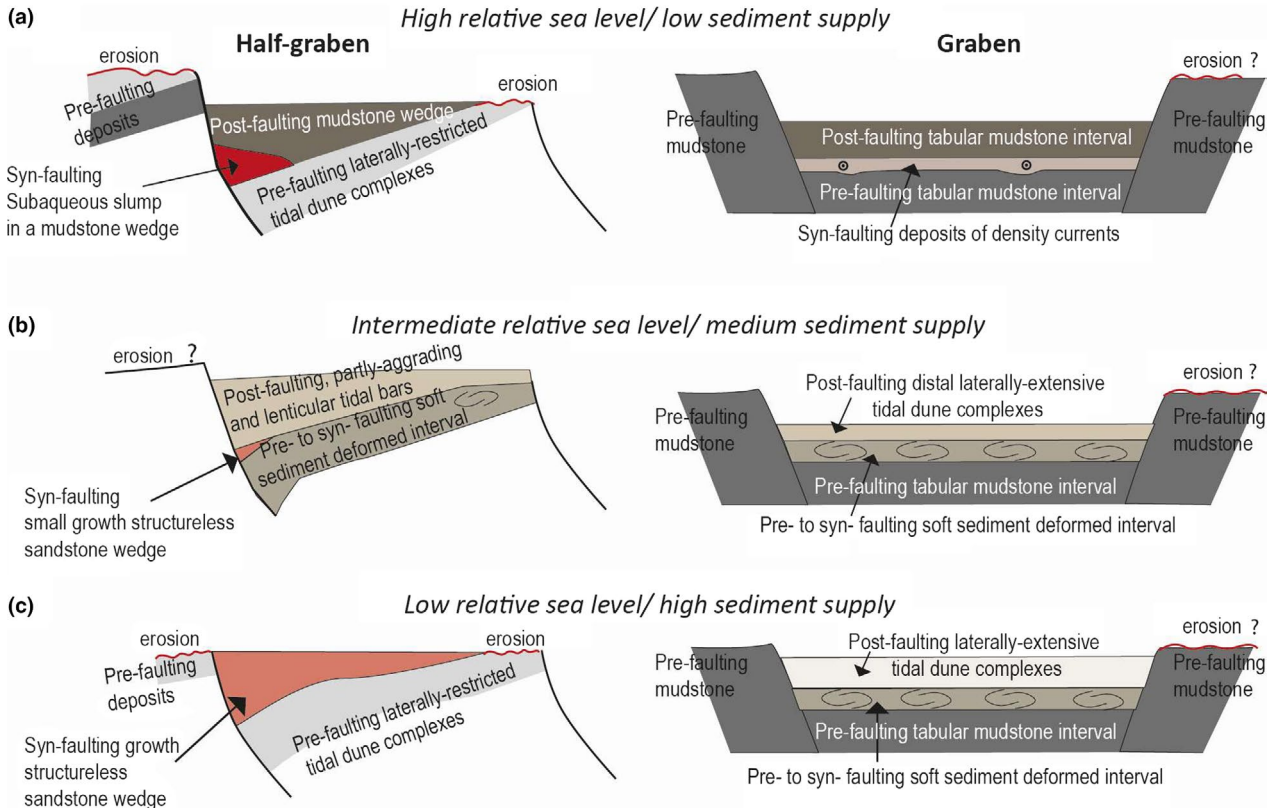 (a)
High relative sea level/ low sediment supply
Half-graben
Graben
erosion
erosion
erosion ?
Pre-faulting
deposits
Post-faulting mudstone wedge
Pre-faulting laterally-restricted
tidal dune complexes
Syn-faulting
Subaqueous slump
in a mudstone wedge
Pre-faulting
mudstone
Post-faulting tabular mudstone interval
Pre-faulting tabular mudstone interval
Pre-faulting
mudstone
Syn-faulting deposits of density currents
(b)
Intermediate relative sea level/ medium sediment supply
erosion ?
Post-faulting, partly-aggrading
and lenticular tidal bars
Pre- to syn- faulting soft
sediment deformed interval
Syn-faulting
small growth structureless
sandstone wedge
erosion ?
Post-faulting distal laterally-extensive
tidal dune complexes
Pre-faulting
mudstone
Pre-faulting
mudstone
Pre-faulting tabular mudstone interval
Pre- to syn- faulting soft sediment deformed interval
(c)
Low relative sea level/ high sediment supply
erosion
erosion
Pre-faulting
deposits
Pre-faulting laterally-restricted
tidal dune complexes
Syn-faulting growth
structureless
sandstone wedge
erosion ?
Post-faulting laterally-extensive
tidal dune complexes
Pre-faulting
mudstone
Pre-faulting
mudstone
Pre-faulting tabular mudstone interval
Pre- to syn- faulting soft sediment deformed interval